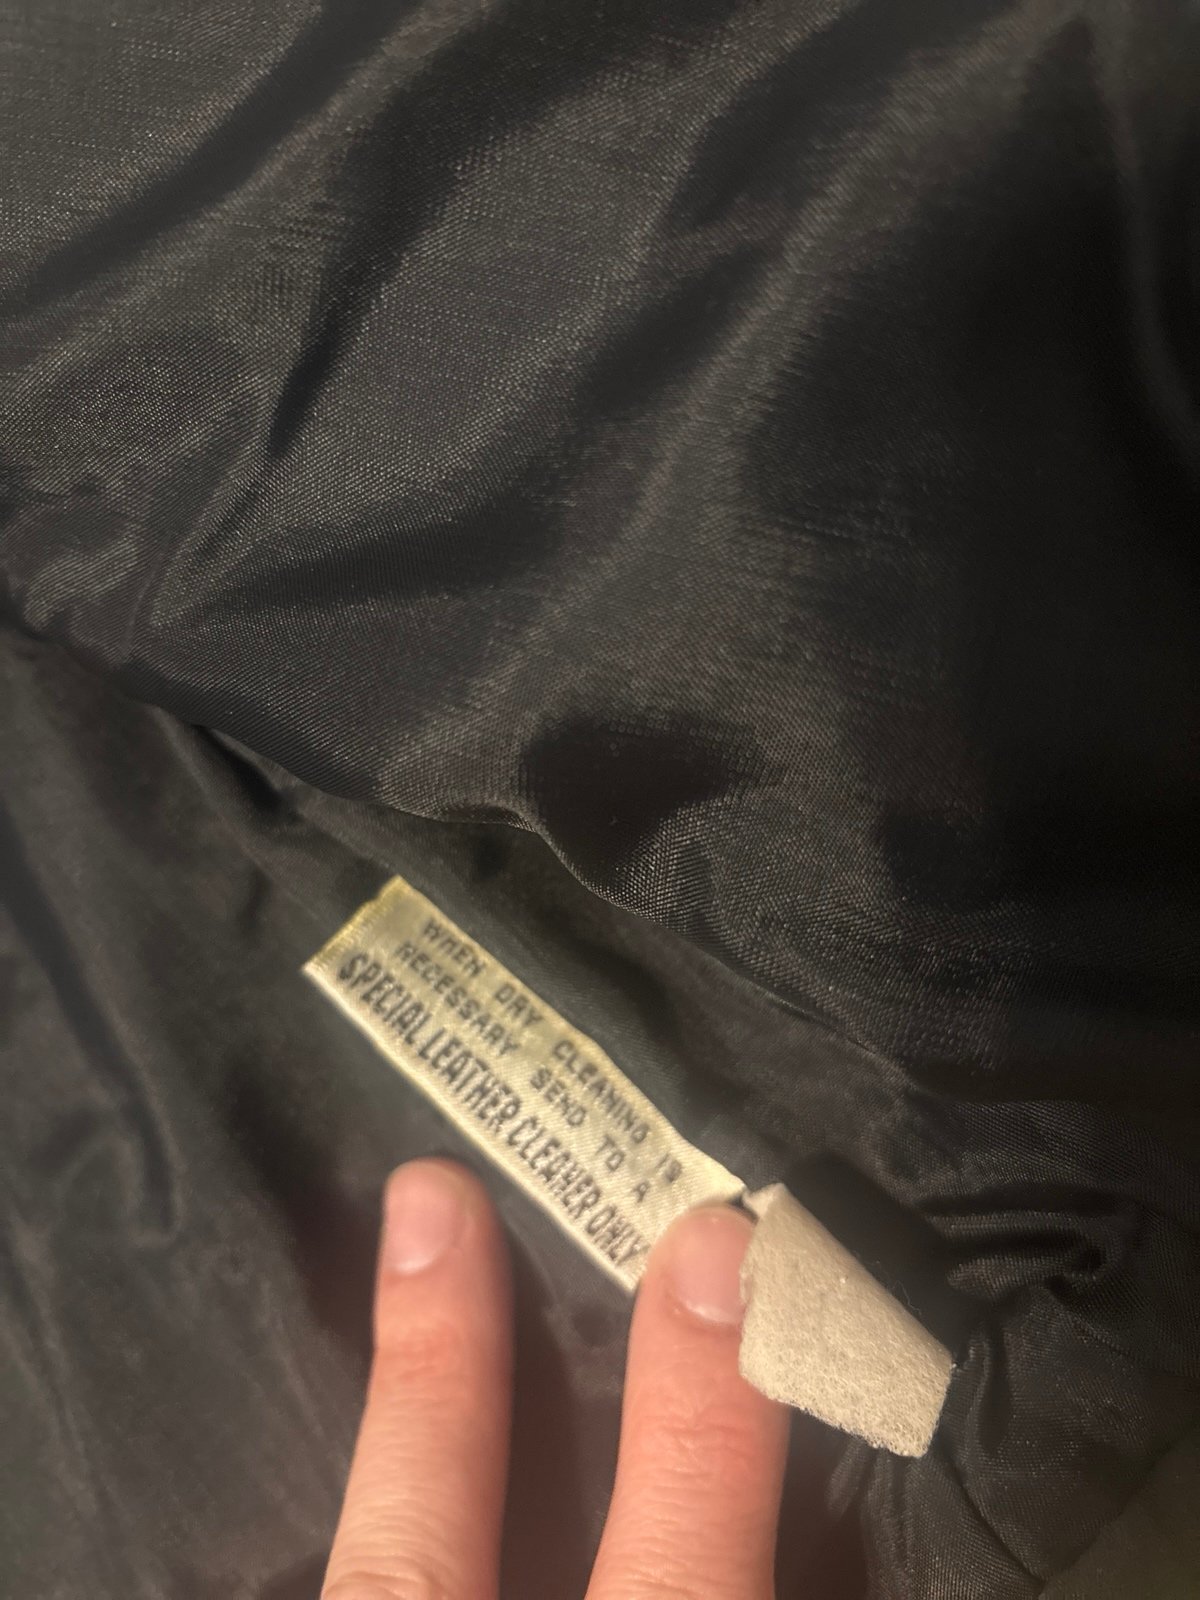 WHEN DRY CLEANING IS
NECESSARY SEND TO A
SPECIAL LEATHER CLEANER ONLY